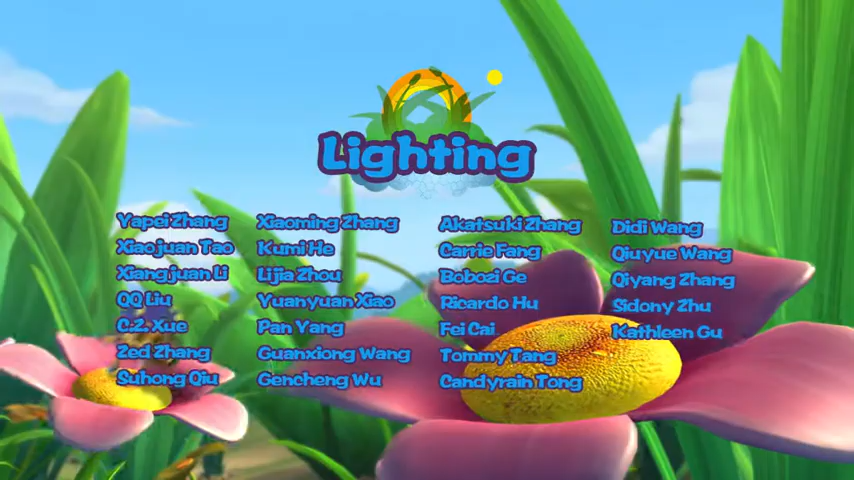 Lighting
Yapei Zhang
Xiaojuan Tao
Xiangjuan Li
QQ Liu
C.Z. Xue
Zed Zhang
Suhong Qiu
Xiaoming Zhang
Kumi He
Lijia Zhou
Yuanyuan Xiao
Pan Yang
Guanxiong Wang
Gencheng Wu
Akatsuki Zhang
Carrie Fang
Bobozi Ge
Ricardo Hu
Fei Cai
Tommy Tang
Candyrain Tong
Didi Wang
Qiuyue Wang
Qiyang Zhang
Sidony Zhu
Kathleen Gu